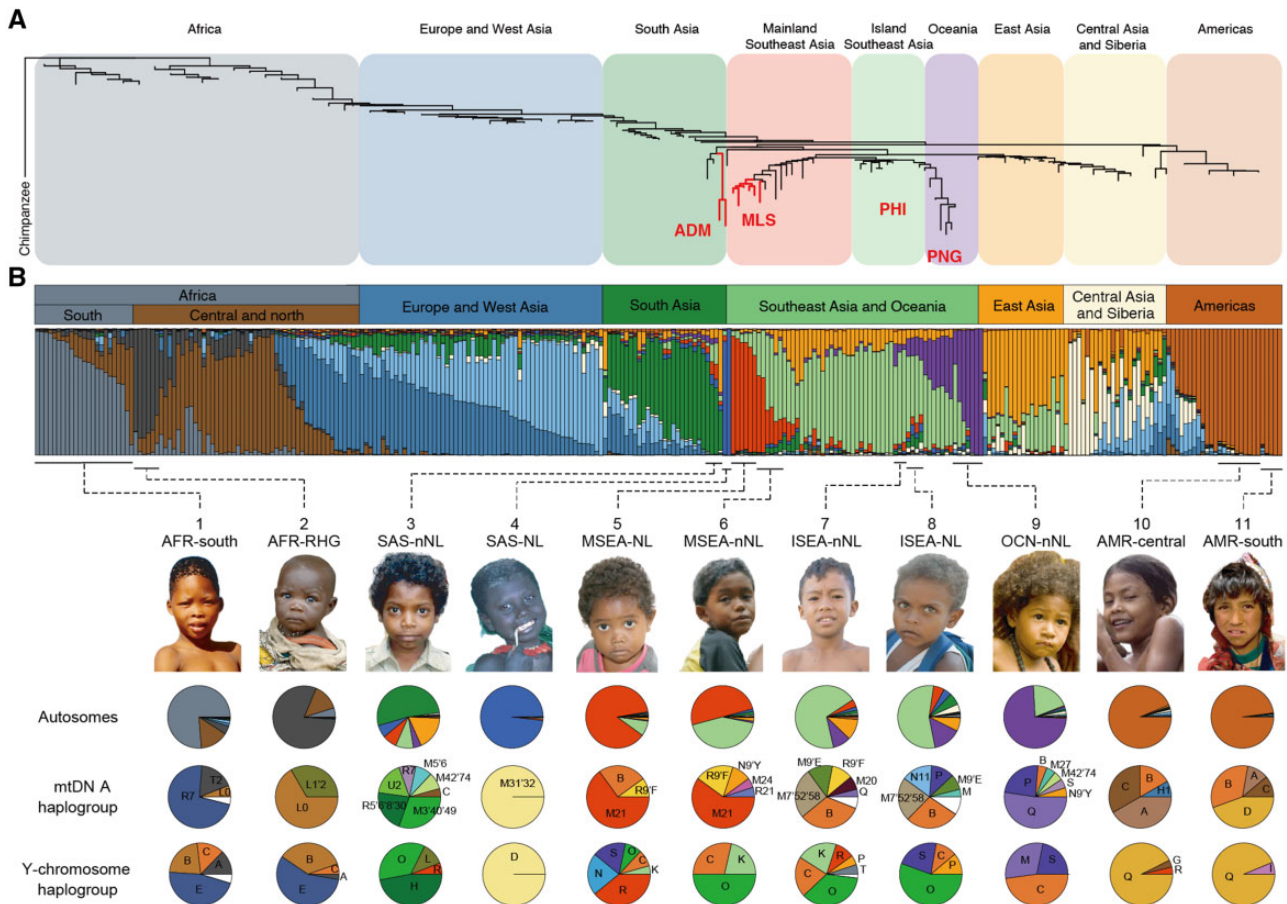 A
Africa
Europe and West Asia
South Asia
Mainland
Southeast Asia
Island
Southeast Asia
Oceania
East Asia
Central Asia
and Siberia
Americas
Chimpanzee
ADM
MLS
PHI
PNG
B
Africa
South
Central and north
Europe and West Asia
South Asia
Southeast Asia and Oceania
East Asia
Central Asia
and Siberia
Americas
1 2 3 4 5 6 7 8 9 10 11
AFR-south AFR-RHG SAS-nNL SAS-NL MSEA-NL MSEA-nNL ISEA-nNL ISEA-NL OCN-nNL AMR-central AMR-south
Autosomes
mtDN A
haplogroup
R7 T2 L0
L1'2 L0
R7 M5'6 M42'74 C M3'40'49 R5'6'8'30 U2
M31'32
B R9'F M21
R9'F N9'Y M24 R21 M21
M9'E R9'F M20 Q B M7'52'58
N11 P M9'E M B M7'52'58
P B M27 M42'74 S N9'Y Q
C B H1 A
B A C D
Y-chromosome
haplogroup
B C A E
B C A E
O L R H
D
N S O C K R
C K O
K R P T O C
S C P O
M S C
G R Q
I Q